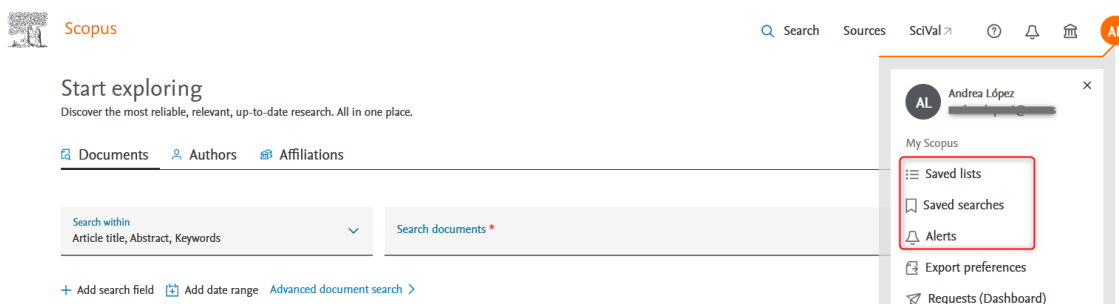 Scopus
Search Sources SciVal
Start exploring
Discover the most reliable, relevant, up-to-date research. All in one place.
Documents Authors Affiliations
Search within
Article title, Abstract, Keywords
Search documents *
Add search field Add date range Advanced document search
AL
Andrea López
My Scopus
Saved lists
Saved searches
Alerts
Export preferences
Requests (Dashboard)